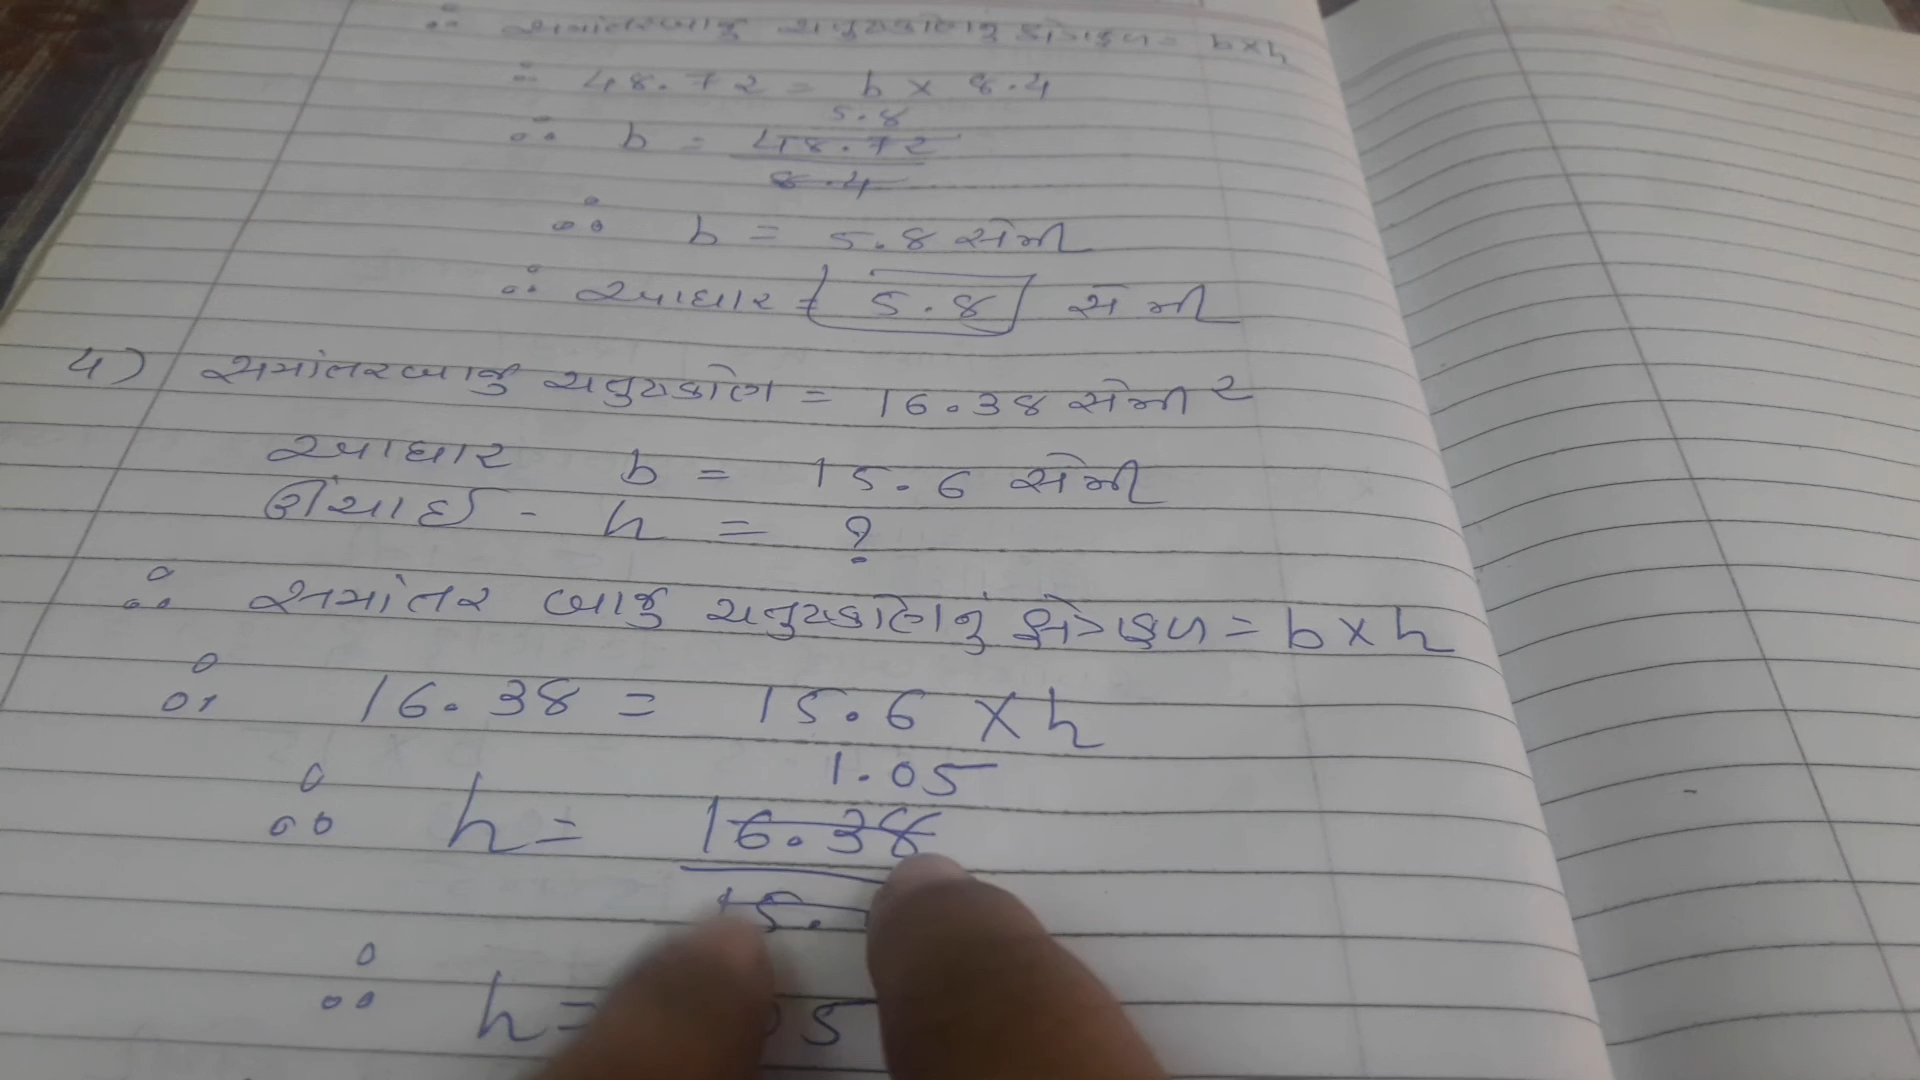 ∴ સમાંતરબાજુ ચતુષ્કોણનું ક્ષેત્રફળ = b×h
∴ 48.72 = b × 8.4
5.8
∴ b = 48.72
8.4
∴ b = 5.8 સેમી
∴ આધાર = 5.8 સેમી
4) સમાંતરબાજુ ચતુષ્કોણ = 16.38 સેમી²
આધાર b = 15.6 સેમી
ઊંચાઈ - h = ?
∴ સમાંતર બાજુ ચતુષ્કોણનું ક્ષેત્રફળ = b×h
∴ 16.38 = 15.6 × h
1.05
∴ h = 16.38
15.
∴ h = 05